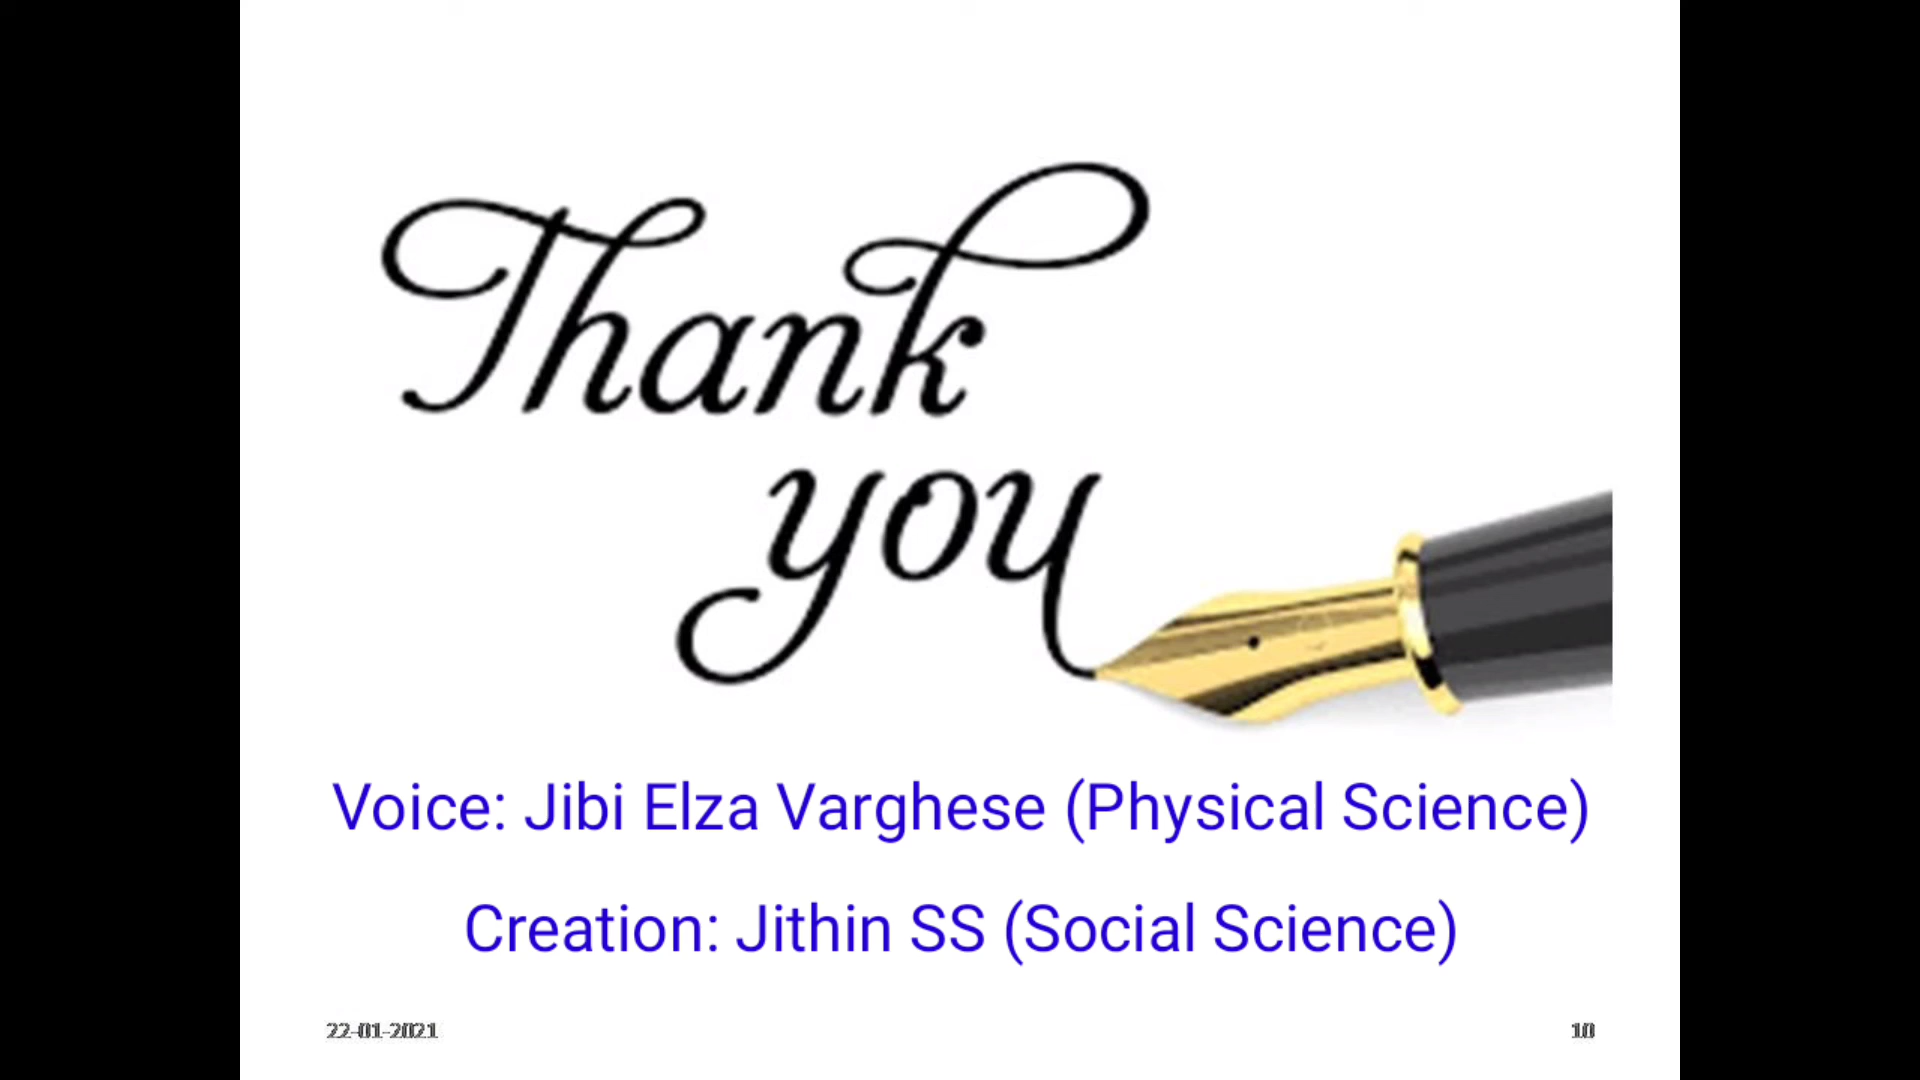 Thank
you
Voice: Jibi Elza Varghese (Physical Science)
Creation: Jithin SS (Social Science)
22-01-2021
10